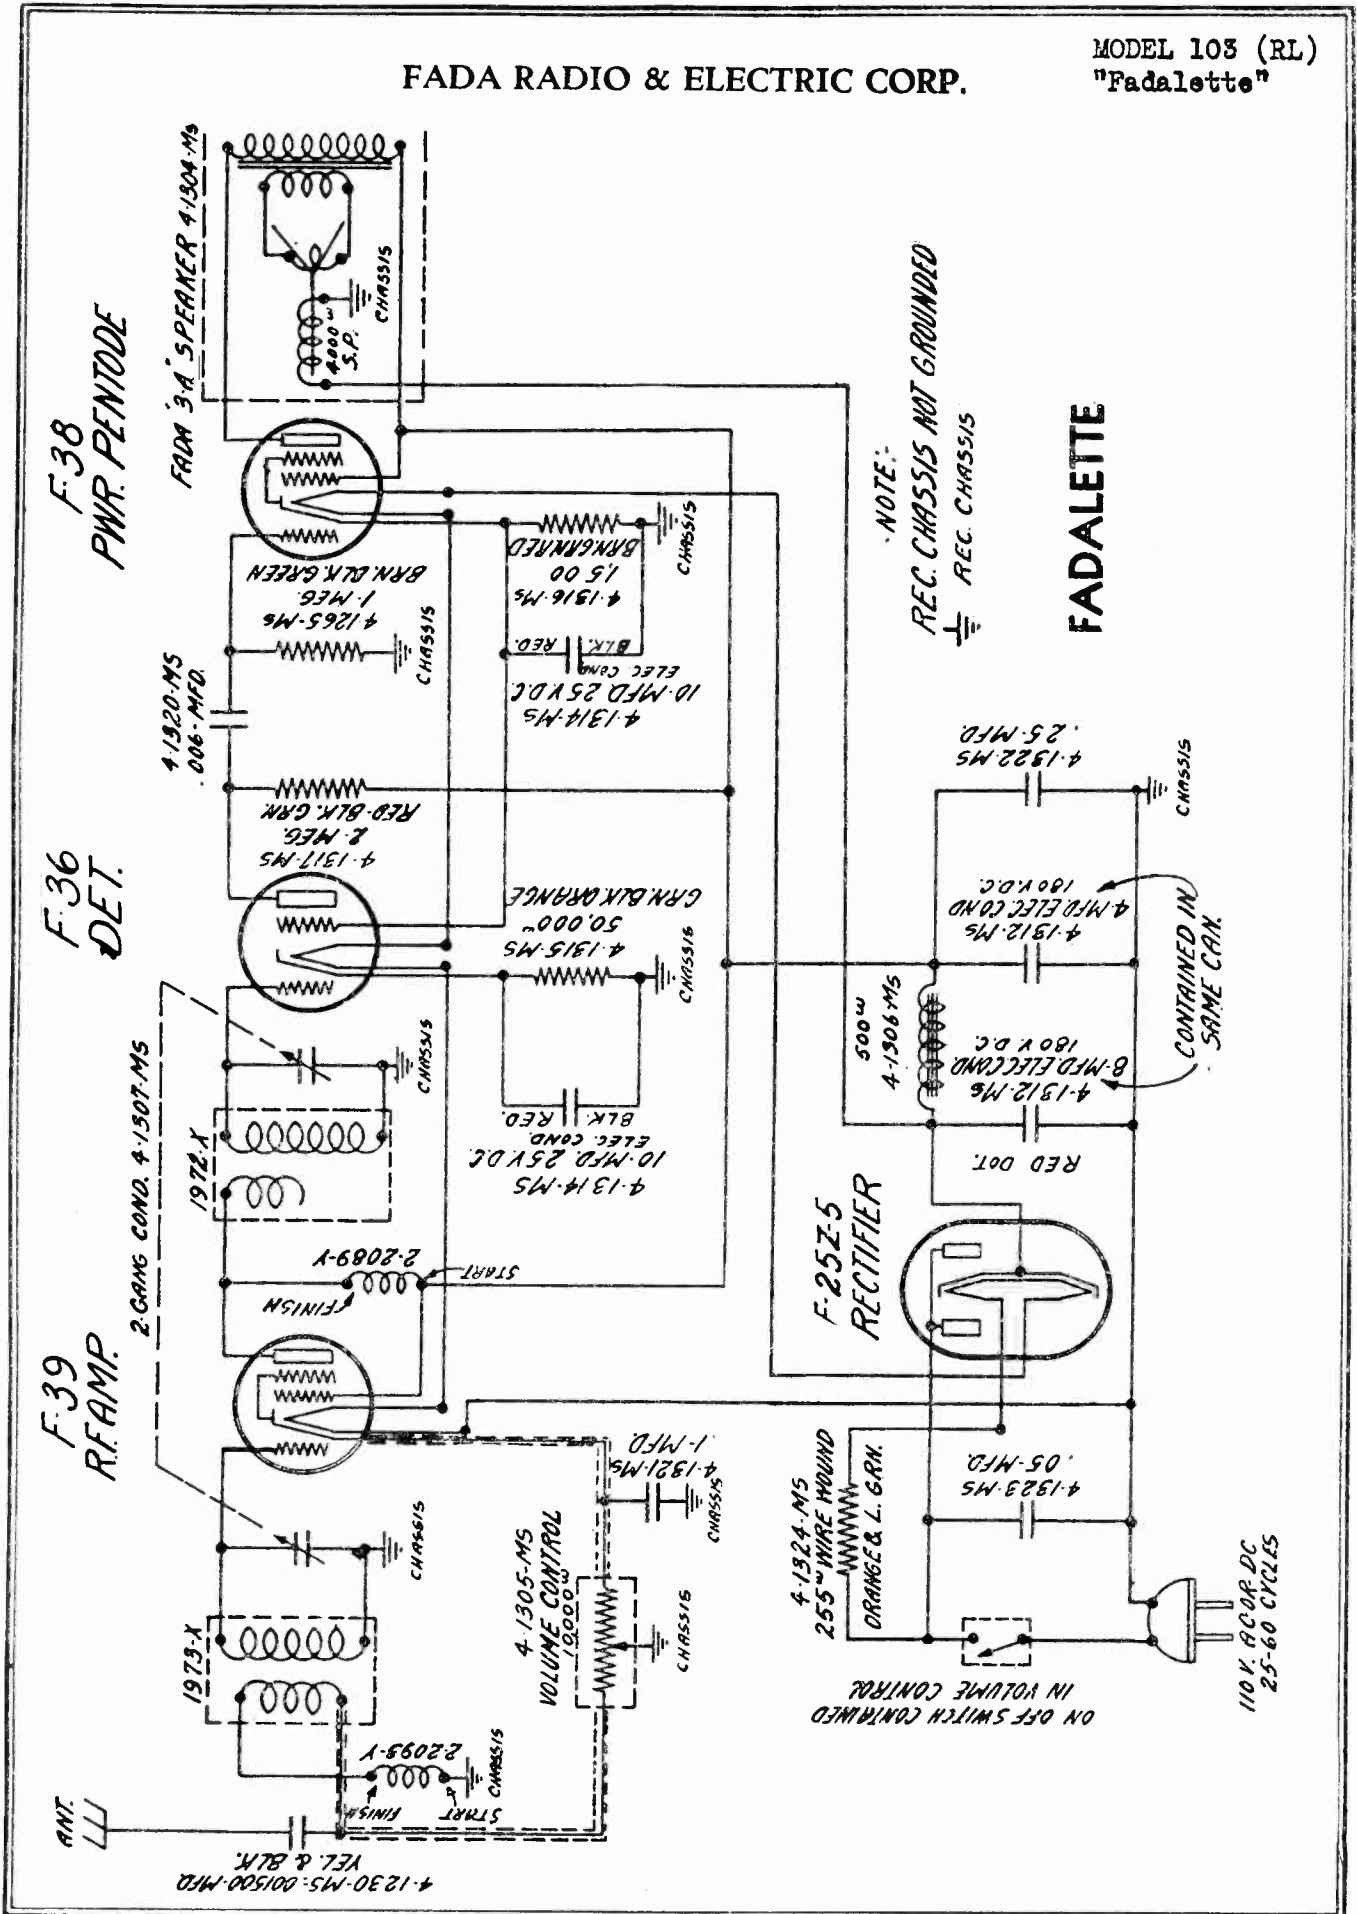 MODEL 103 (RL)
"Fadalette"
FADA RADIO & ELECTRIC CORP.
F-38
PWR. PENTODE
FADA "3-A" SPEAKER 4-1304-Ms
4000ω
S.P.
CHASSIS
4-1265-Ms
1-MEG.
BRN. BLK. GREEN
CHASSIS
4-1316-Ms
1,500
BRN.GRN.RED
CHASSIS
4-1314-Ms
10-MFD. 25 V.D.C.
ELEC. COND
BLK. RED.
4-1320-MS
.006-MFD.
F-36
DET.
4-1317-MS
2-MEG.
RED-BLK. GRN.
4-1315-MS
50,000ω
GRN. BLK ORANGE
CHASSIS
4-1314-MS
10-MFD. 25 V.D.C.
ELEC. COND.
BLK. RED.
2-GANG COND. 4-1307-MS
CHASSIS
1972-X
2-2089-Y
FINISH
START
F-39
R.F. AMP.
CHASSIS
1973-X
2-2093-Y
FINISH
START
CHASSIS
ANT.
4-1230-MS-.001500-MFD.
YEL. & BLK.
4-1305-MS
VOLUME CONTROL
10,000ω
CHASSIS
4-1321-Ms
.1-MFD.
CHASSIS
-NOTE:-
REC. CHASSIS NOT GROUNDED
REC. CHASSIS
FADALETTE
4-1322-MS
.25-MFD.
CHASSIS
4-1312-Ms
4-MFD. ELEC COND
180 V.D.C.
CONTAINED IN
SAME CAN.
500ω
4-1306-Ms
4-1312-Ms
8-MFD. ELEC COND.
180 V. D.C.
RED DOT.
F-25Z-5
RECTIFIER
4-1324-MS
255ω WIRE WOUND
ORANGE & L. GRN.
4-1323-MS
.05-MFD.
ON OFF SWITCH CONTAINED
IN VOLUME CONTROL
110 V. AC OR DC
25-60 CYCLES